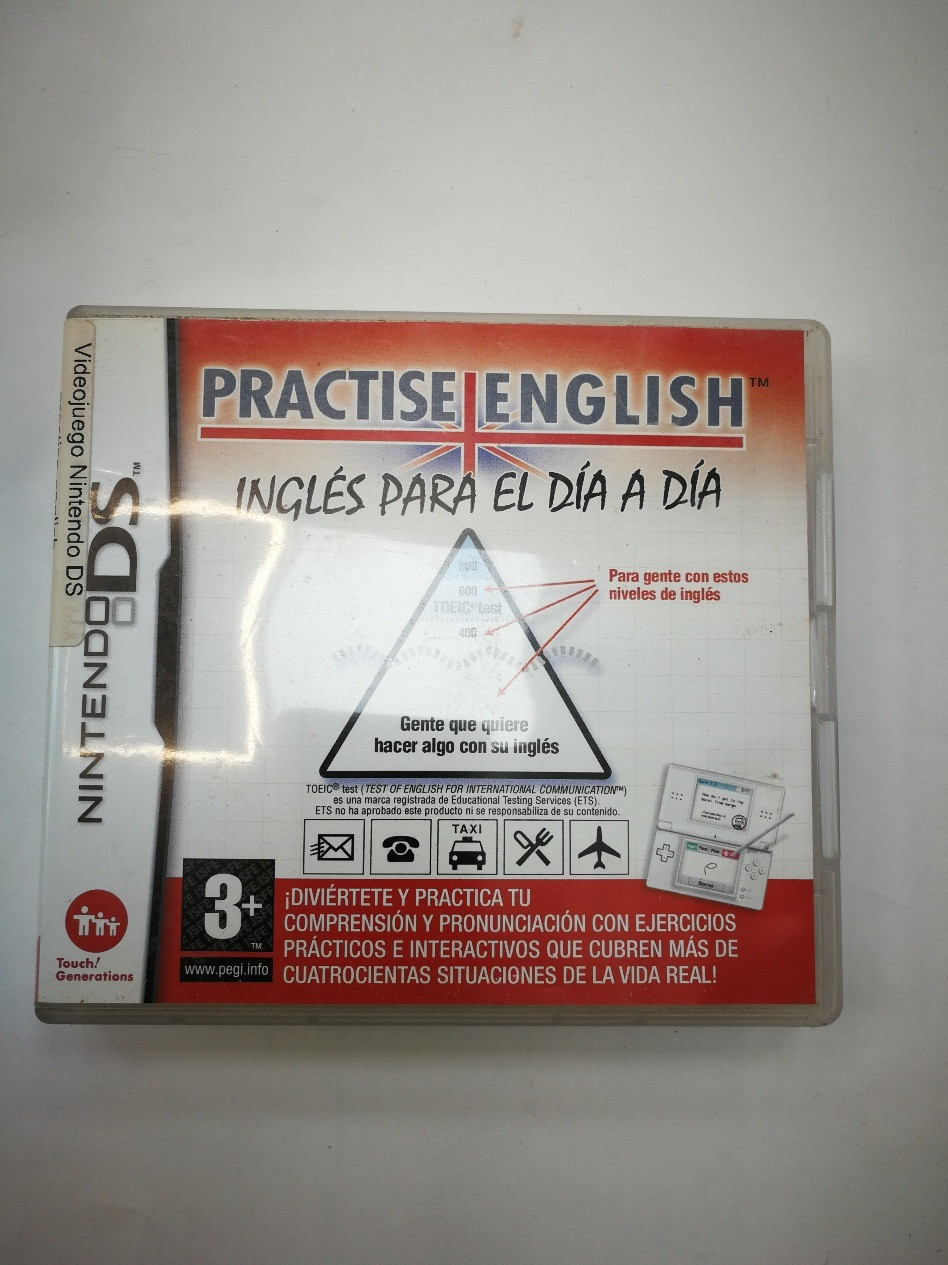 Videojuego Nintendo DS
NINTENDO DS™
PRACTISE ENGLISH™
INGLÉS PARA EL DÍA A DÍA
800
600
TOEIC® test
400
Para gente con estos
niveles de inglés
Gente que quiere
hacer algo con su inglés
TOEIC® test (TEST OF ENGLISH FOR INTERNATIONAL COMMUNICATION™)
es una marca registrada de Educational Testing Services (ETS).
ETS no ha aprobado este producto ni se responsabiliza de su contenido.
TAXI
3+
TM
www.pegi.info
¡DIVIÉRTETE Y PRACTICA TU
COMPRENSIÓN Y PRONUNCIACIÓN CON EJERCICIOS
PRÁCTICOS E INTERACTIVOS QUE CUBREN MÁS DE
CUATROCIENTAS SITUACIONES DE LA VIDA REAL!
Touch!
Generations